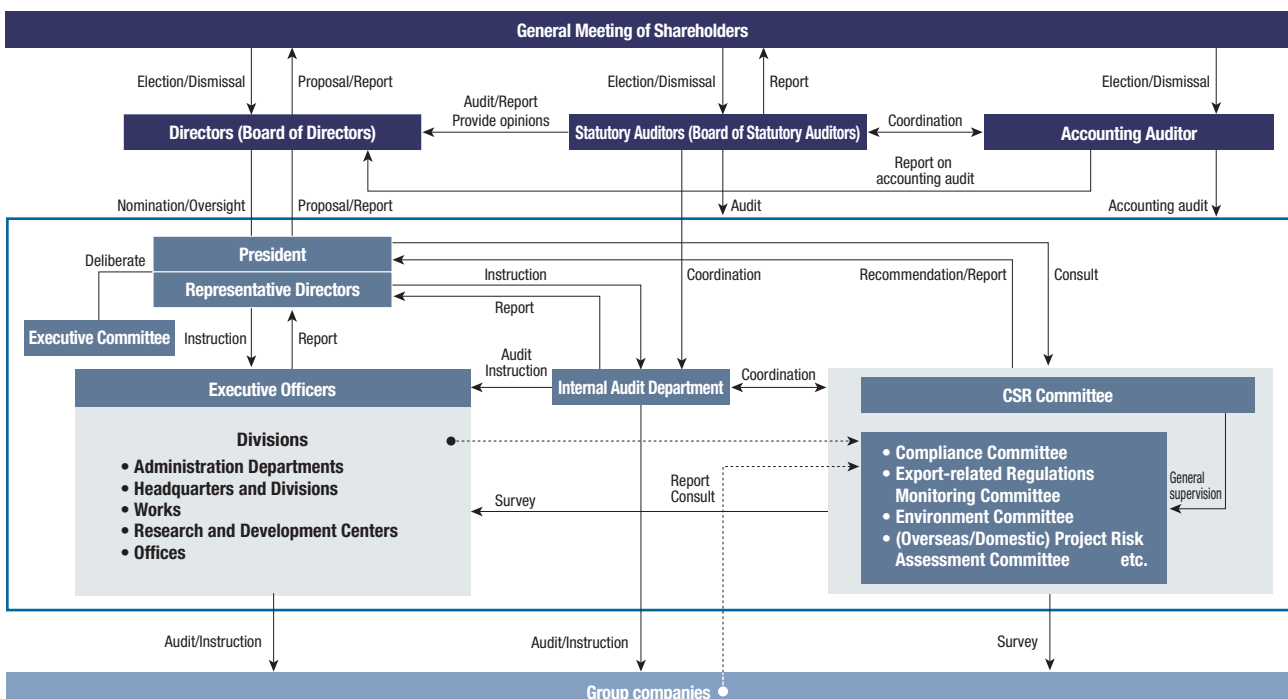 General Meeting of Shareholders
Election/Dismissal
Proposal/Report
Election/Dismissal
Report
Election/Dismissal
Audit/Report
Provide opinions
Directors (Board of Directors)
Statutory Auditors (Board of Statutory Auditors)
Coordination
Accounting Auditor
Report on
accounting audit
Nomination/Oversight
Proposal/Report
Audit
Accounting audit
President
Deliberate
Representative Directors
Instruction
Report
Coordination
Recommendation/Report
Consult
Executive Committee
Instruction
Report
Audit
Instruction
Executive Officers
Internal Audit Department
Coordination
CSR Committee
Divisions
• Administration Departments
• Headquarters and Divisions
• Works
• Research and Development Centers
• Offices
Report
Consult
Survey
• Compliance Committee
• Export-related Regulations
Monitoring Committee
• Environment Committee
• (Overseas/Domestic) Project Risk
Assessment Committee etc.
General
supervision
Audit/Instruction
Audit/Instruction
Survey
Group companies